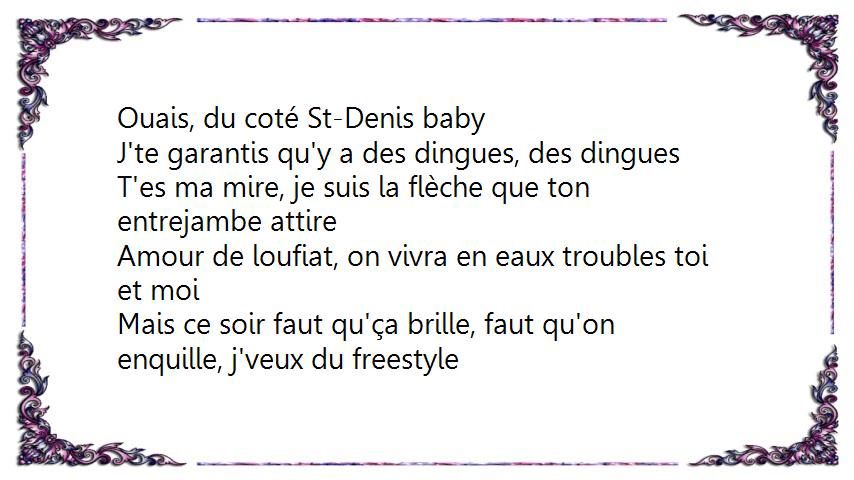 Ouais, du coté St-Denis baby
J'te garantis qu'y a des dingues, des dingues
T'es ma mire, je suis la flèche que ton
entrejambe attire
Amour de loufiat, on vivra en eaux troubles toi
et moi
Mais ce soir faut qu'ça brille, faut qu'on
enquille, j'veux du freestyle